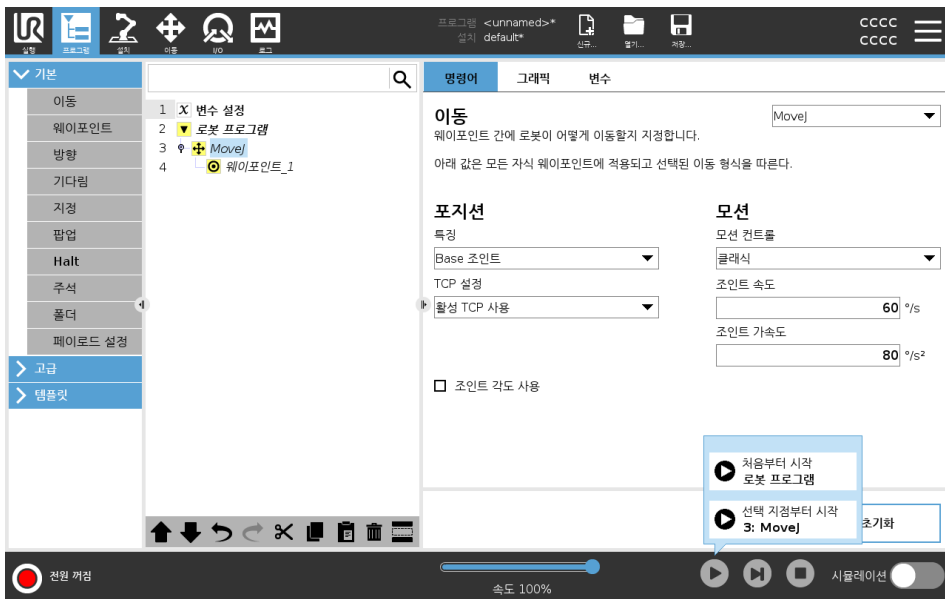 UR
실행
프로그램
설치
이동
I/O
로그
프로그램 <unnamed>*
설치 default*
신규...
열기...
저장...
cccc
cccc
기본
이동
웨이포인트
방향
기다림
지정
팝업
Halt
주석
폴더
페이로드 설정
고급
템플릿
1 X 변수 설정
2 로봇 프로그램
3 MoveJ
4 웨이포인트_1
명령어 그래픽 변수
이동
MoveJ
웨이포인트 간에 로봇이 어떻게 이동할지 지정합니다.
아래 값은 모든 자식 웨이포인트에 적용되고 선택된 이동 형식을 따른다.
포지션
특징
Base 조인트
TCP 설정
활성 TCP 사용
조인트 각도 사용
모션
모션 컨트롤
클래식
조인트 속도
60 °/s
조인트 가속도
80 °/s²
처음부터 시작
로봇 프로그램
선택 지점부터 시작
3: MoveJ
초기화
전원 꺼짐
속도 100%
시뮬레이션